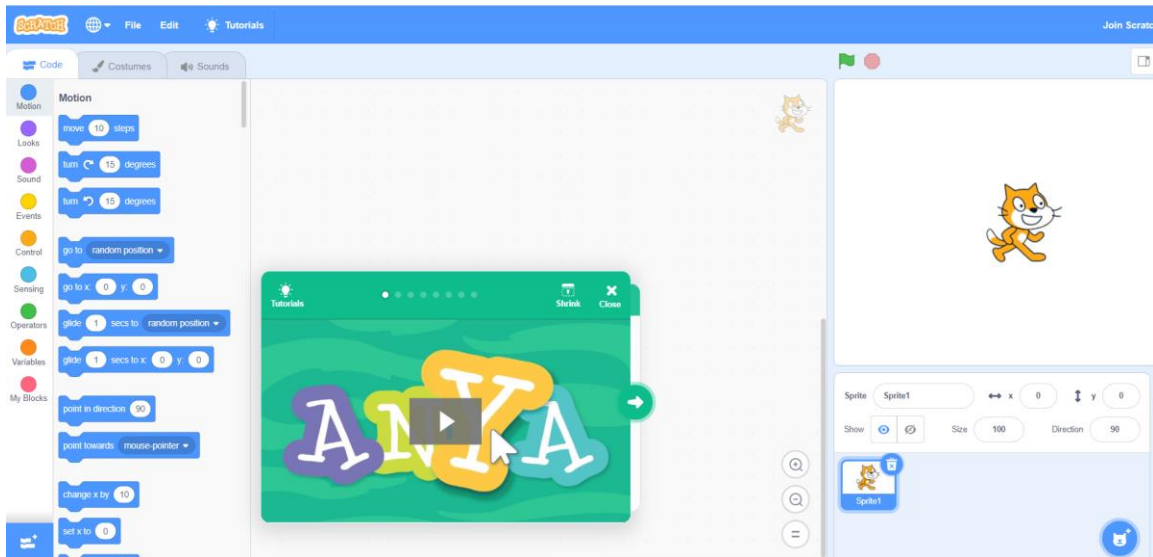 SCRATCH File Edit Tutorials Join Scratc
Code Costumes Sounds
Motion
Looks
Sound
Events
Control
Sensing
Operators
Variables
My Blocks
Motion
move 10 steps
turn 15 degrees
turn 15 degrees
go to random position
go to x: 0 y: 0
glide 1 secs to random position
glide 1 secs to x: 0 y: 0
point in direction 90
point towards mouse-pointer
change x by 10
set x to 0
Tutorials Shrink Close
ANYA
Sprite Sprite1 x 0 y 0
Show Size 100 Direction 90
Sprite1